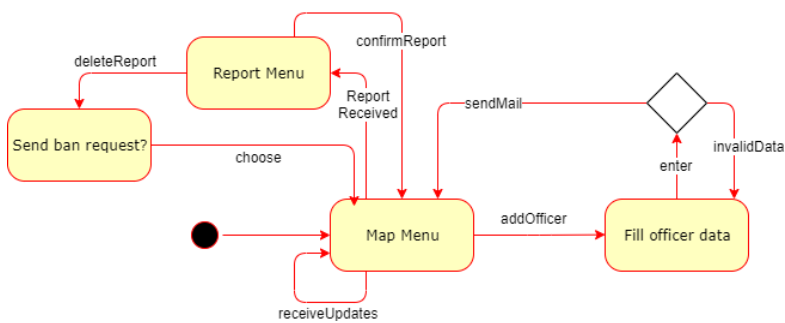 confirmReport
deleteReport
Report Menu
Report
Received
sendMail
Send ban request?
invalidData
choose
enter
addOfficer
Map Menu
Fill officer data
receiveUpdates